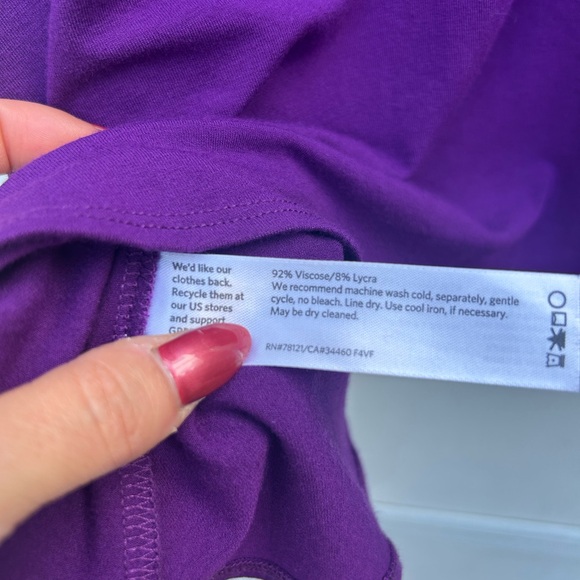 We'd like our
clothes back.
Recycle them at
our US stores
and support
92% Viscose/8% Lycra
We recommend machine wash cold, separately, gentle
cycle, no bleach. Line dry. Use cool iron, if necessary.
May be dry cleaned.
RN#78121/CA#34460 F4VF